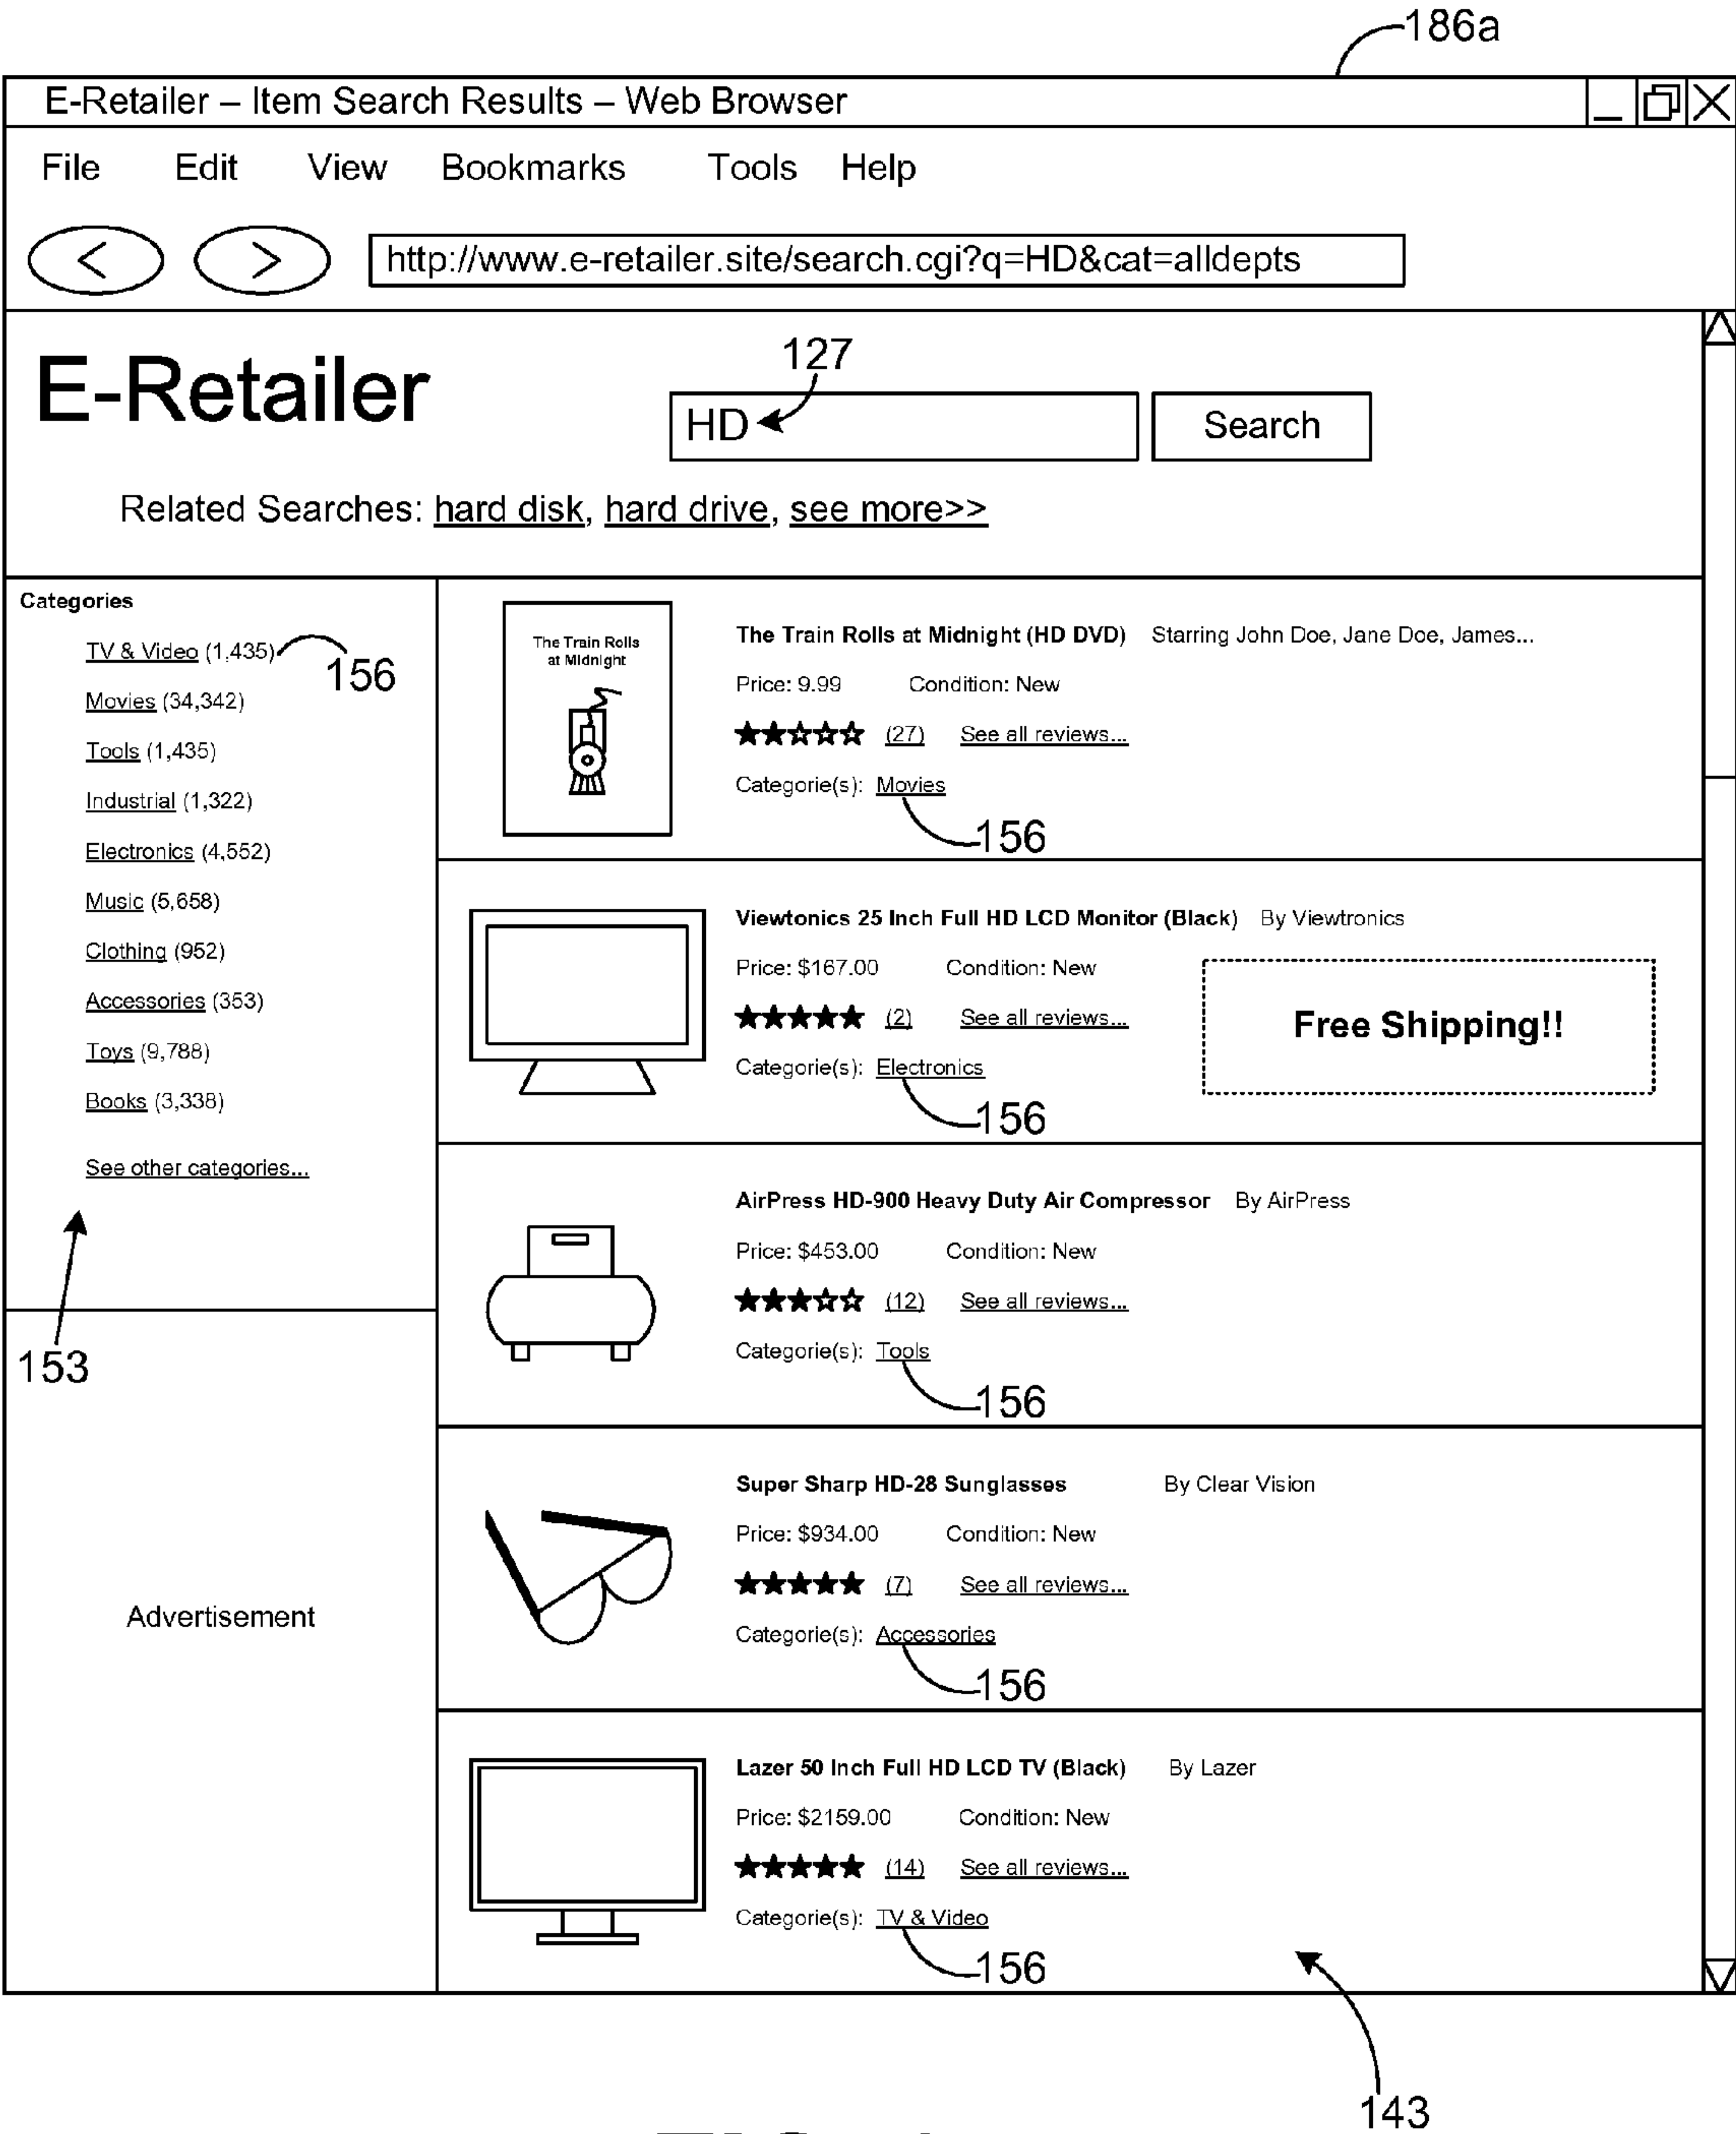 186a
E-Retailer – Item Search Results – Web Browser
File Edit View Bookmarks Tools Help
< > http://www.e-retailer.site/search.cgi?q=HD&cat=alldepts
E-Retailer
127
HD
Search
Related Searches: hard disk, hard drive, see more>>
Categories
TV & Video (1,435)
156
Movies (34,342)
Tools (1,435)
Industrial (1,322)
Electronics (4,552)
Music (5,658)
Clothing (952)
Accessories (353)
Toys (9,788)
Books (3,338)
See other categories...
153
Advertisement
The Train Rolls
at Midnight
The Train Rolls at Midnight (HD DVD) Starring John Doe, Jane Doe, James...
Price: 9.99 Condition: New
(27) See all reviews...
Categorie(s): Movies
156
Viewtonics 25 Inch Full HD LCD Monitor (Black) By Viewtronics
Price: $167.00 Condition: New
(2) See all reviews...
Categorie(s): Electronics
Free Shipping!!
156
AirPress HD-900 Heavy Duty Air Compressor By AirPress
Price: $453.00 Condition: New
(12) See all reviews...
Categorie(s): Tools
156
Super Sharp HD-28 Sunglasses By Clear Vision
Price: $934.00 Condition: New
(7) See all reviews...
Categorie(s): Accessories
156
Lazer 50 Inch Full HD LCD TV (Black) By Lazer
Price: $2159.00 Condition: New
(14) See all reviews...
Categorie(s): TV & Video
156
143